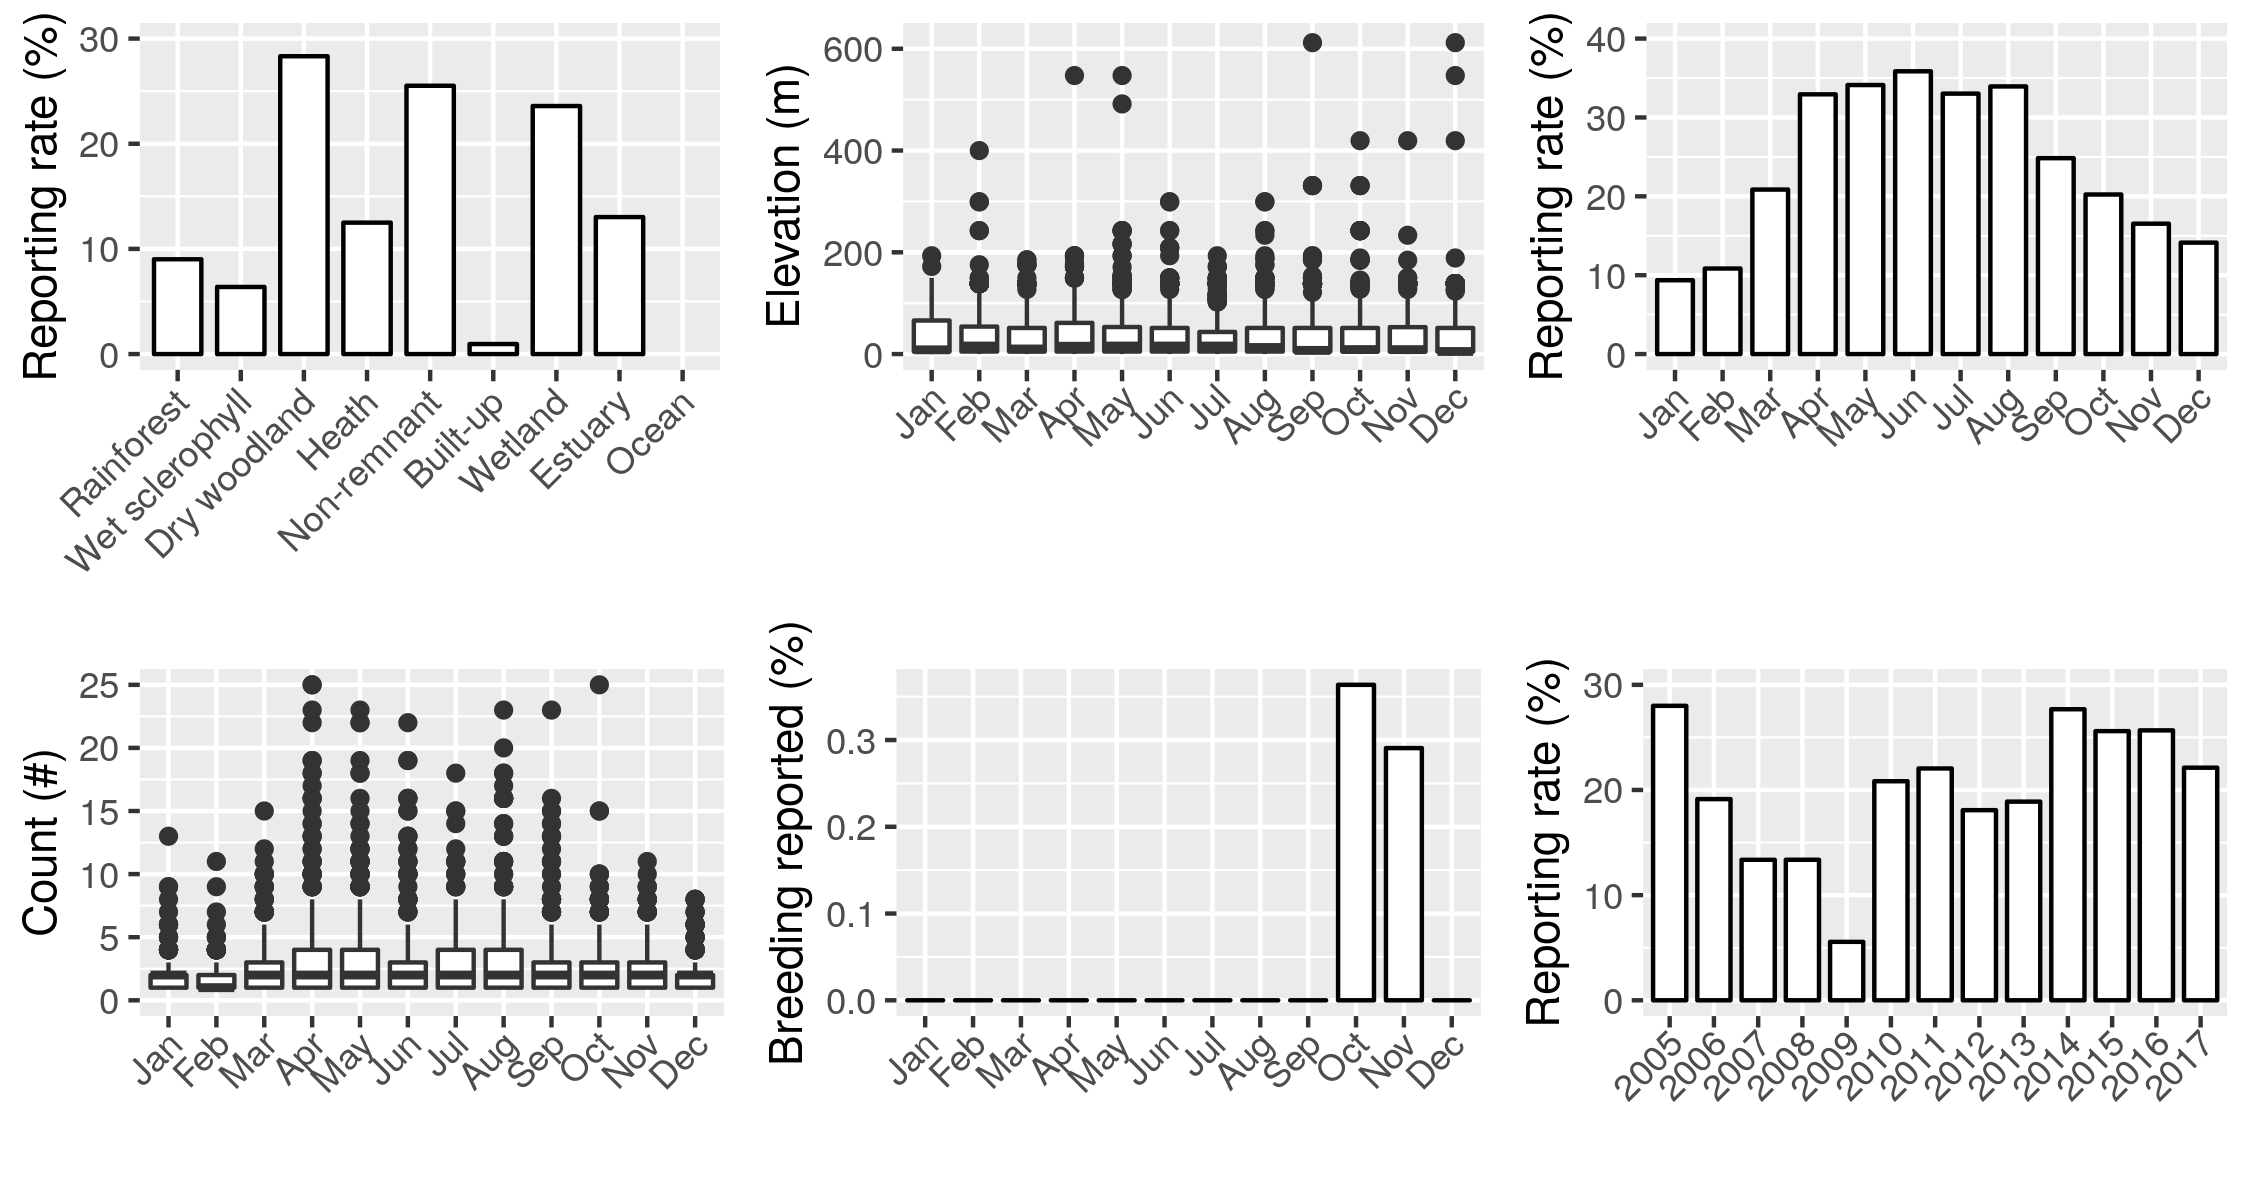 Reporting rate (%)
30
20
10
0
Rainforest
Wet sclerophyll
Dry woodland
Heath
Non-remnant
Built-up
Wetland
Estuary
Ocean
Elevation (m)
600
400
200
0
Jan
Feb
Mar
Apr
May
Jun
Jul
Aug
Sep
Oct
Nov
Dec
Reporting rate (%)
40
30
20
10
0
Jan
Feb
Mar
Apr
May
Jun
Jul
Aug
Sep
Oct
Nov
Dec
Count (#)
25
20
15
10
5
0
Jan
Feb
Mar
Apr
May
Jun
Jul
Aug
Sep
Oct
Nov
Dec
Breeding reported (%)
0.3
0.2
0.1
0.0
Jan
Feb
Mar
Apr
May
Jun
Jul
Aug
Sep
Oct
Nov
Dec
Reporting rate (%)
30
20
10
0
2005
2006
2007
2008
2009
2010
2011
2012
2013
2014
2015
2016
2017